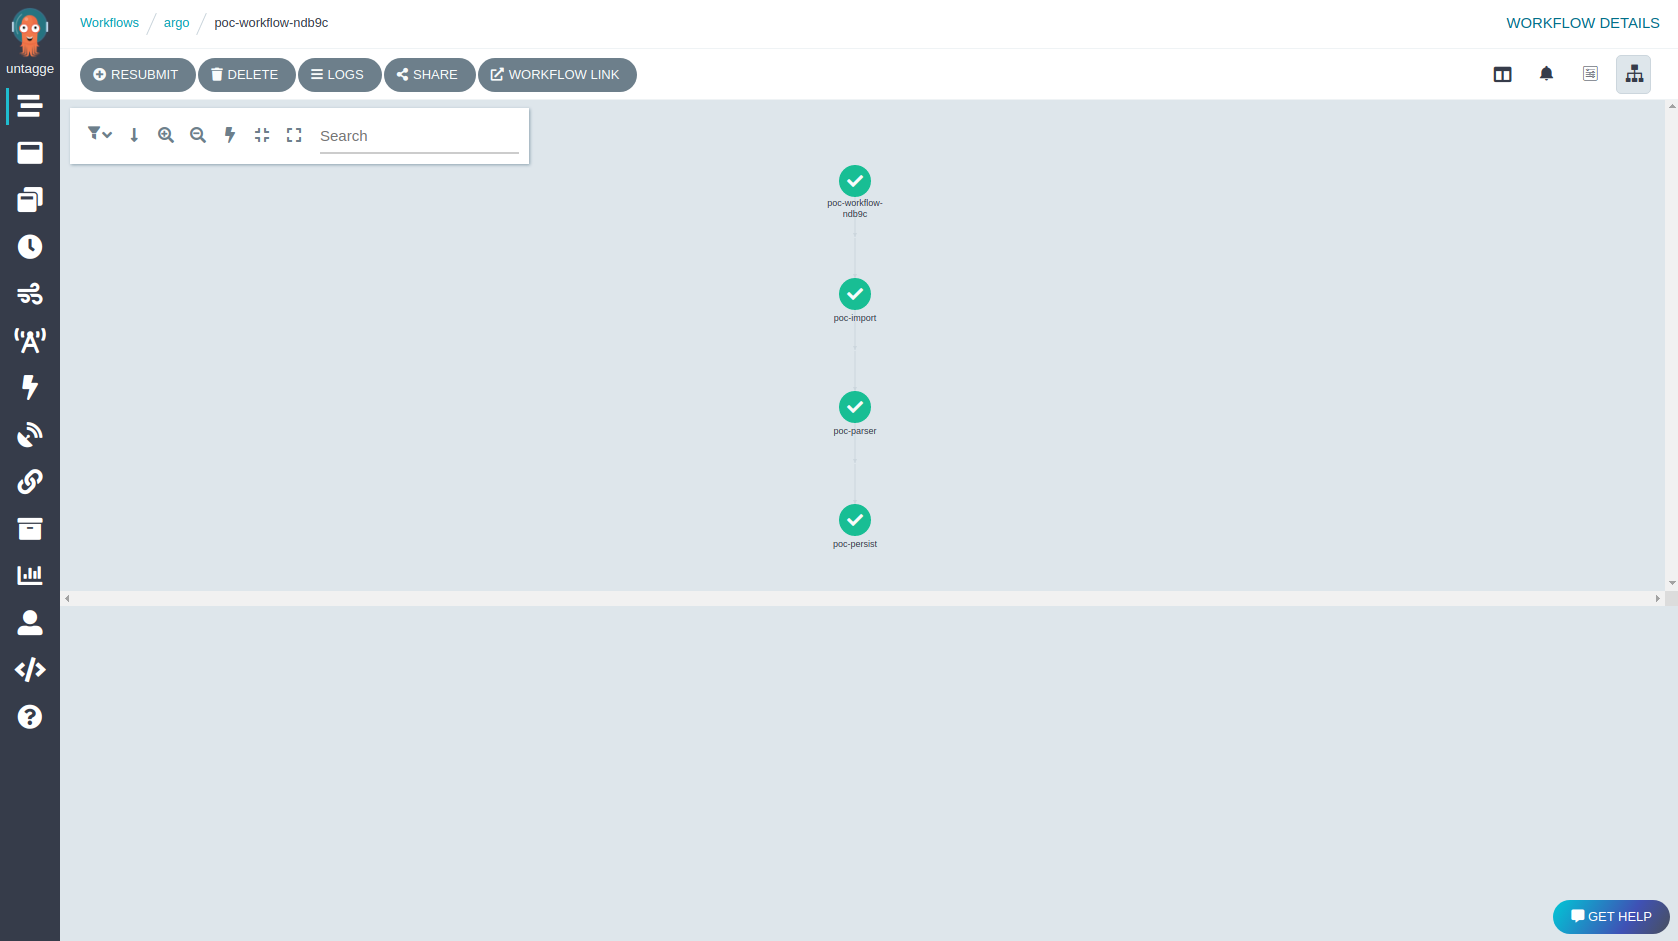 Workflows / argo / poc-workflow-ndb9c
WORKFLOW DETAILS
untagge
RESUBMIT
DELETE
LOGS
SHARE
WORKFLOW LINK
Search
poc-workflow-
ndb9c
poc-import
poc-parser
poc-persist
GET HELP